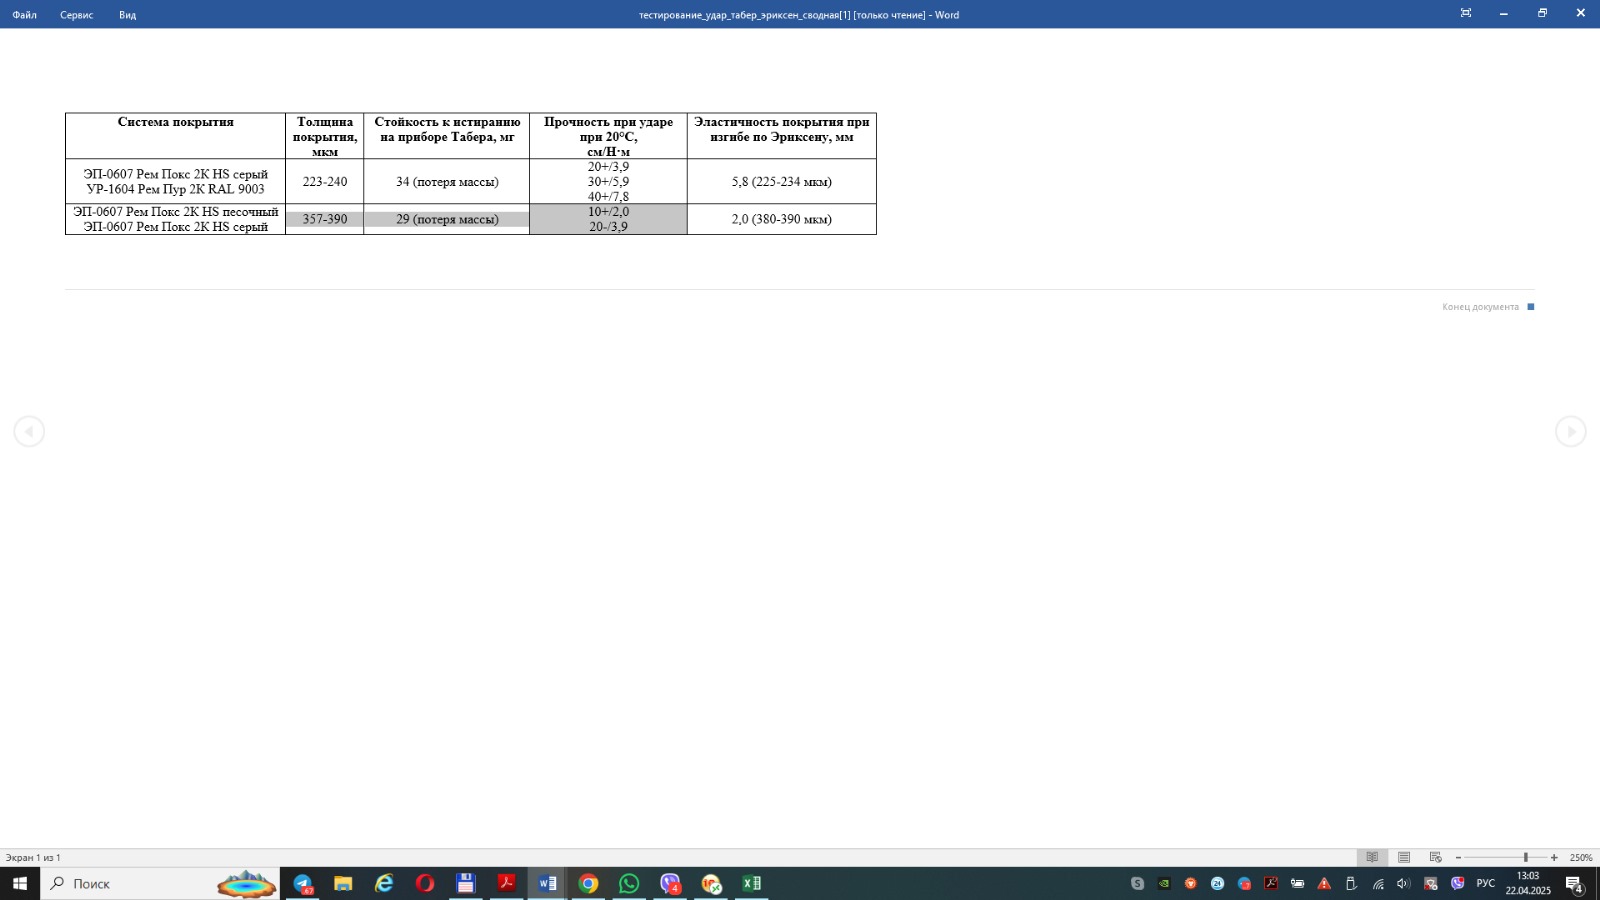 Файл Сервис Вид тестирование_удар_табер_эриксен_сводная[1] [только чтение] - Word
Система покрытия
Толщина
покрытия,
мкм
Стойкость к истиранию
на приборе Табера, мг
Прочность при ударе
при 20°С,
см/Н·м
Эластичность покрытия при
изгибе по Эриксену, мм
ЭП-0607 Рем Покс 2К HS серый
УР-1604 Рем Пур 2К RAL 9003
223-240
34 (потеря массы)
20+/3,9
30+/5,9
40+/7,8
5,8 (225-234 мкм)
ЭП-0607 Рем Покс 2К HS песочный
ЭП-0607 Рем Покс 2К HS серый
357-390
29 (потеря массы)
10+/2,0
20-/3,9
2,0 (380-390 мкм)
Конец документа
Экран 1 из 1
250%
Поиск
РУС
13:03
22.04.2025